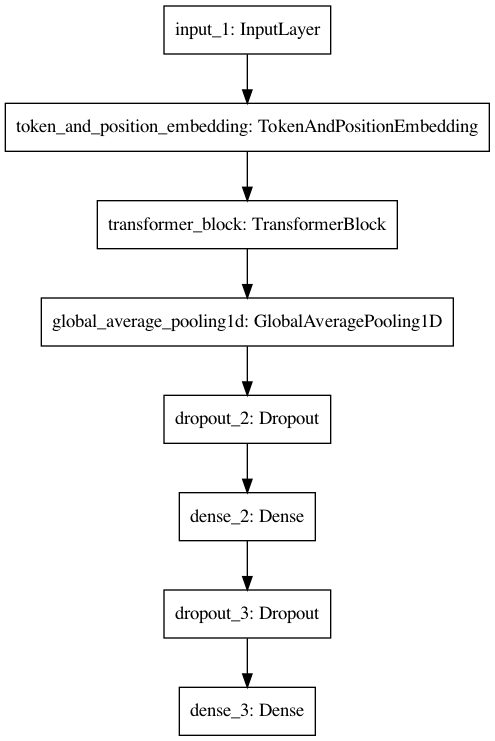 input_1: InputLayer
token_and_position_embedding: TokenAndPositionEmbedding
transformer_block: TransformerBlock
global_average_pooling1d: GlobalAveragePooling1D
dropout_2: Dropout
dense_2: Dense
dropout_3: Dropout
dense_3: Dense